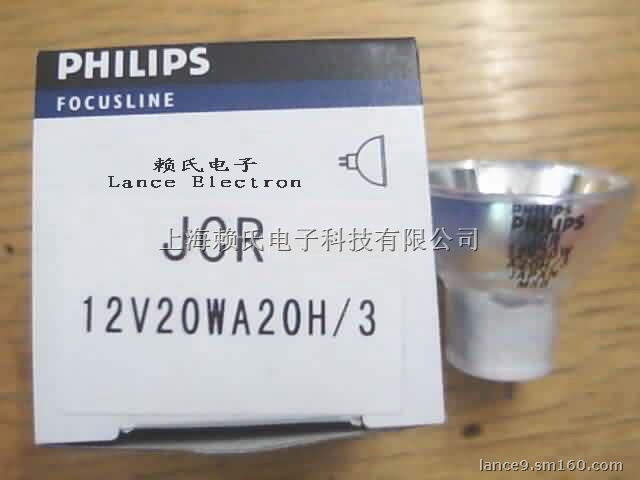 PHILIPS
FOCUSLINE
赖氏电子
Lance Electron
JCR
上海赖氏电子科技有限公司
12V20WA20H/3
PHILIPS
PHILIPS
JAPAN
lance9.sm160.com